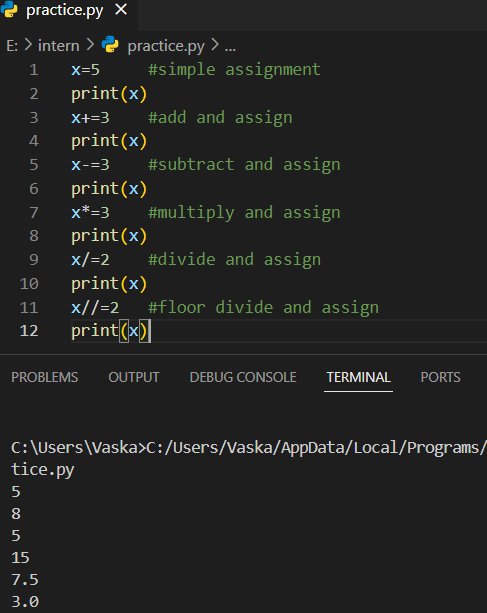 practice.py ×
E: > intern > practice.py > ...
1 x=5     #simple assignment
2 print(x)
3 x+=3    #add and assign
4 print(x)
5 x-=3    #subtract and assign
6 print(x)
7 x*=3    #multiply and assign
8 print(x)
9 x/=2    #divide and assign
10 print(x)
11 x//=2   #floor divide and assign
12 print(x)
PROBLEMS OUTPUT DEBUG CONSOLE TERMINAL PORTS
C:\Users\Vaska>C:/Users/Vaska/AppData/Local/Programs/
tice.py
5
8
5
15
7.5
3.0